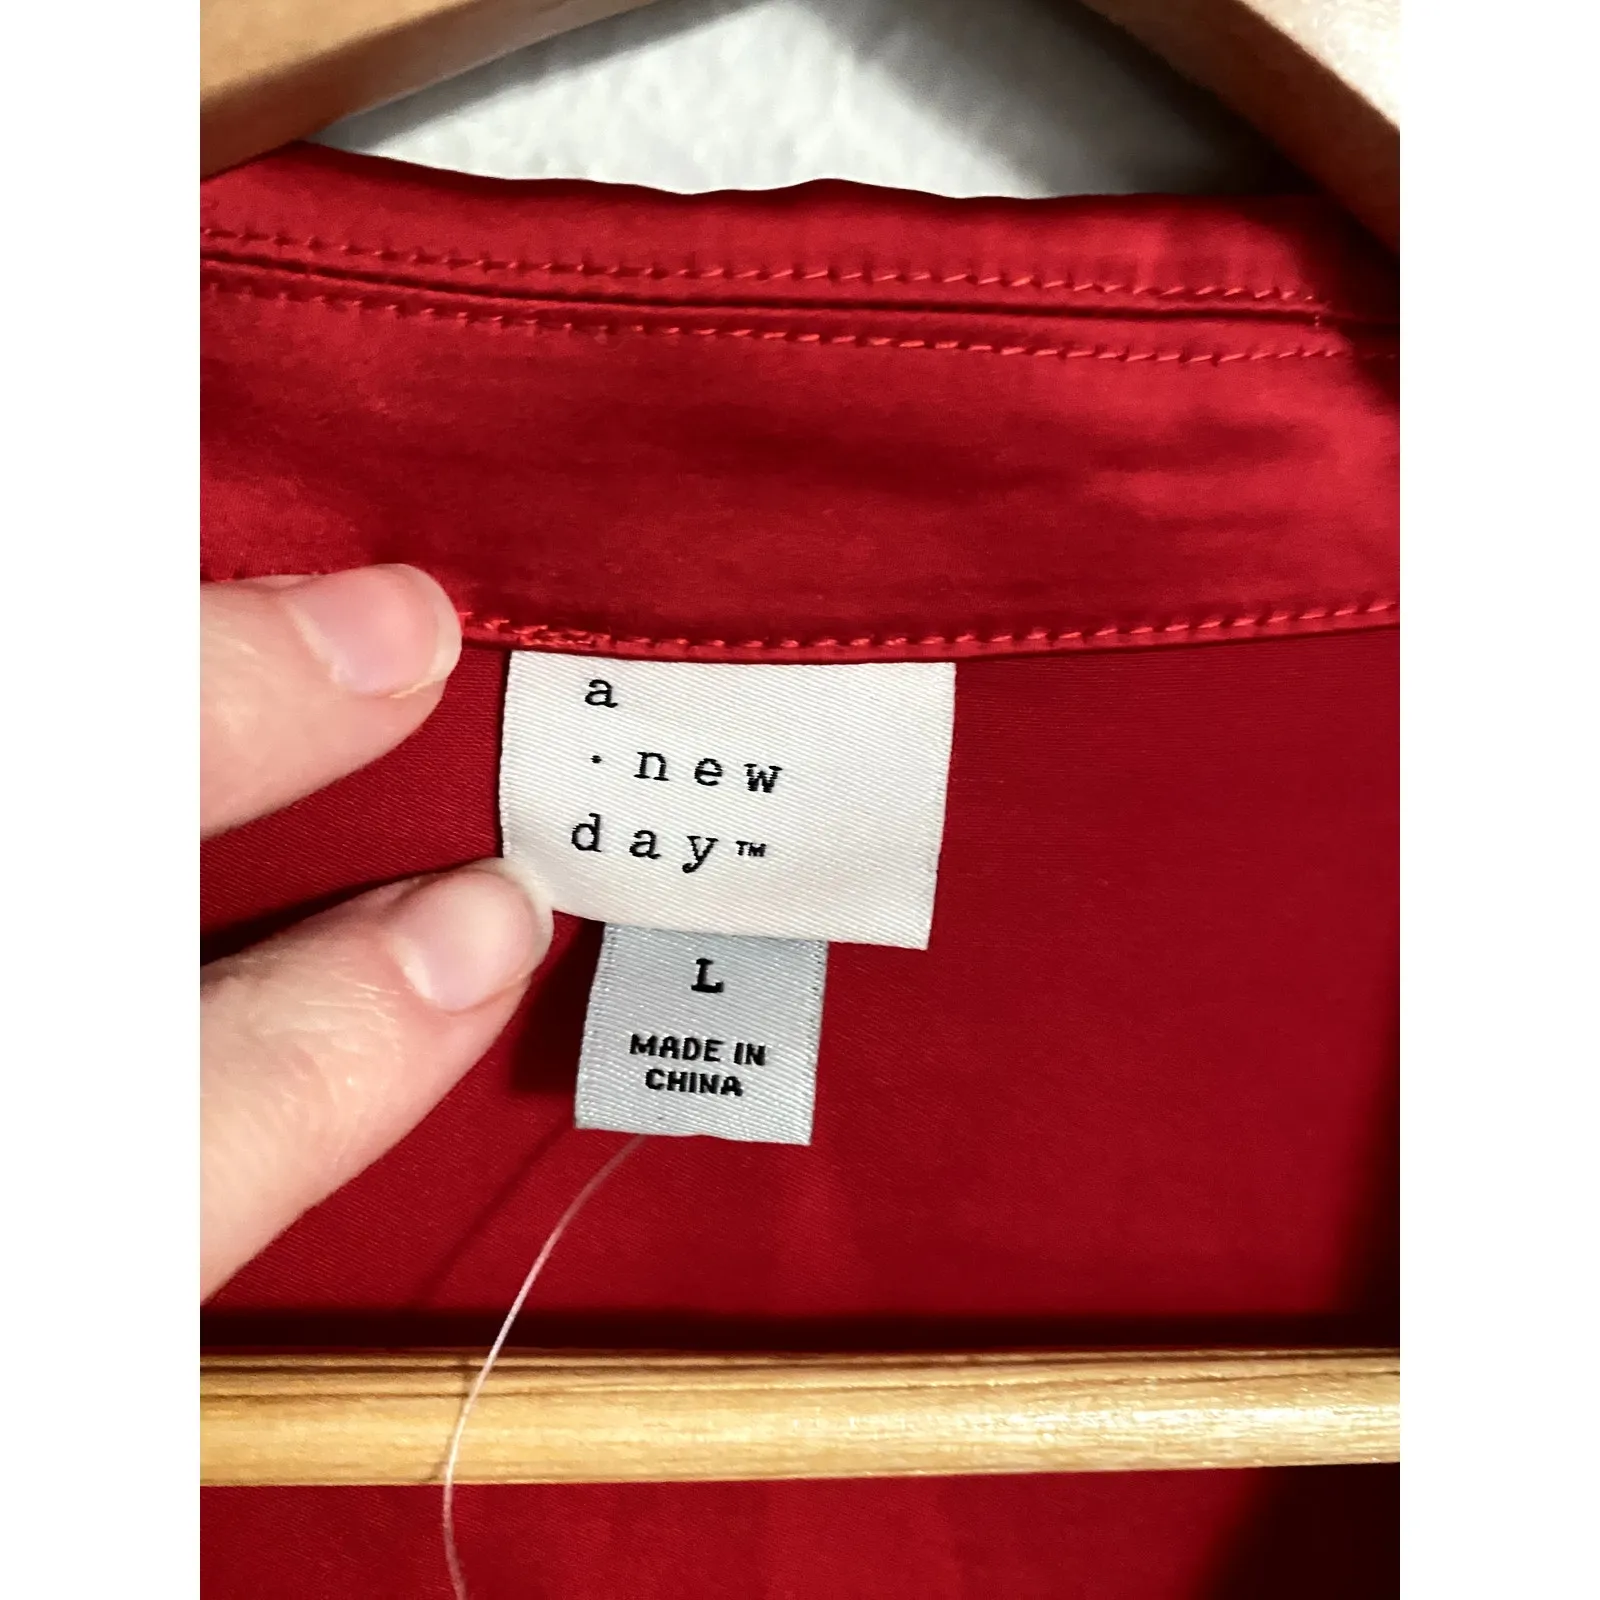 a
· new
day™
L
MADE IN
CHINA